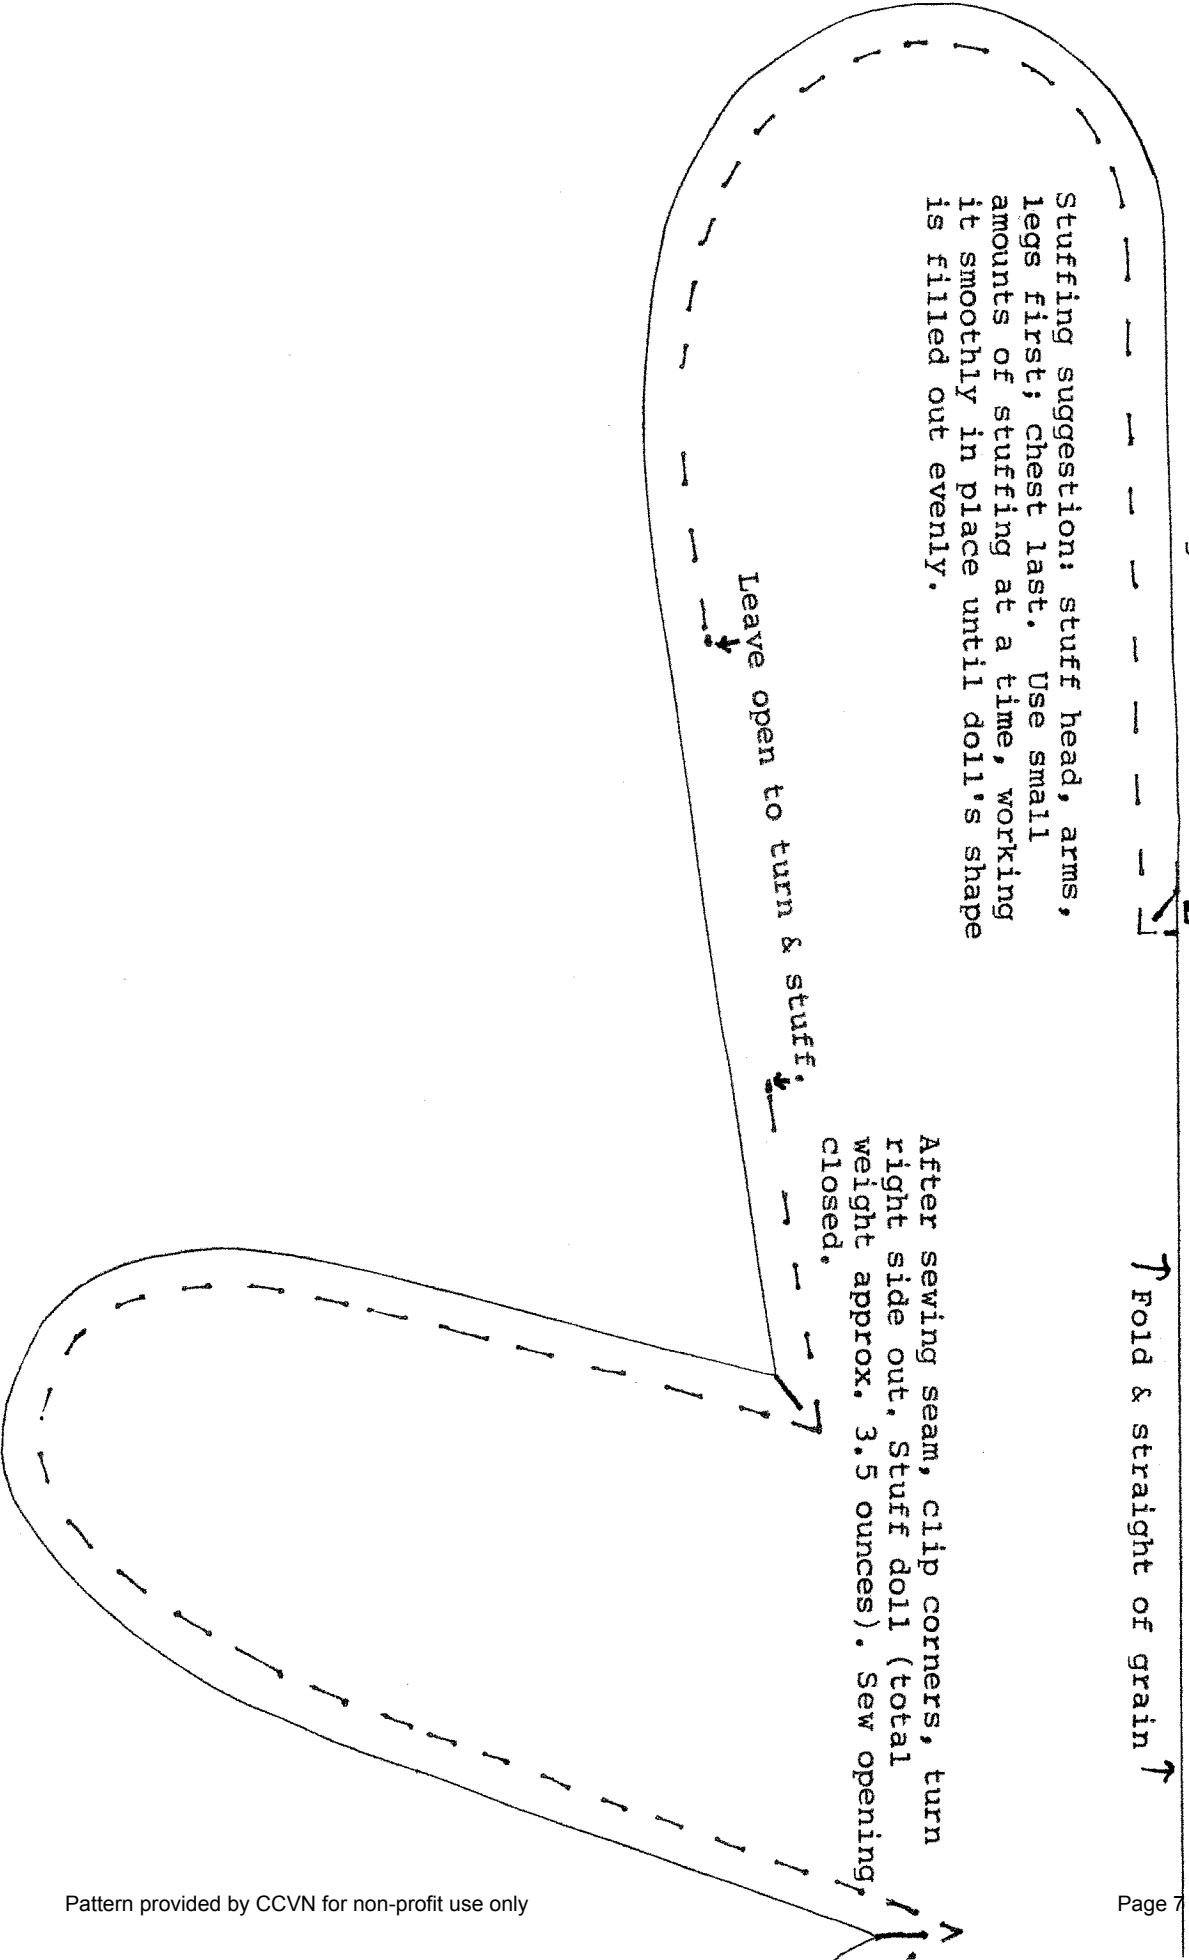 Stuffing suggestion: stuff head, arms,
legs first; chest last. Use small
amounts of stuffing at a time, working
it smoothly in place until doll's shape
is filled out evenly.
Leave open to turn & stuff.
Fold & straight of grain
After sewing seam, clip corners, turn
right side out. Stuff doll (total
weight approx. 3.5 ounces). Sew opening
closed.
Pattern provided by CCVN for non-profit use only
Page 7